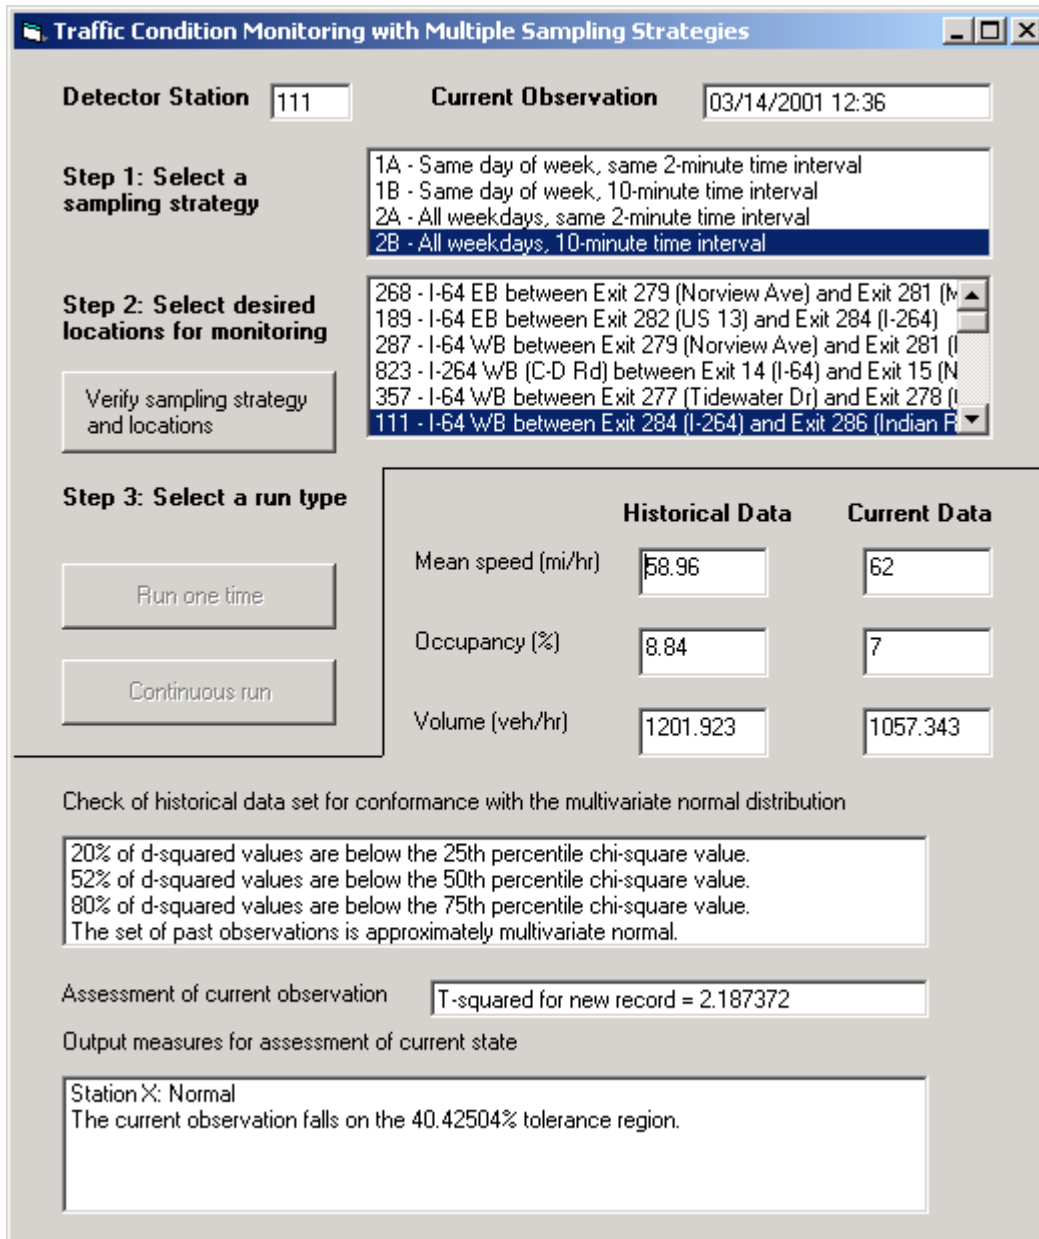 Traffic Condition Monitoring with Multiple Sampling Strategies
Detector Station 111 Current Observation 03/14/2001 12:36
Step 1: Select a
sampling strategy
1A - Same day of week, same 2-minute time interval
1B - Same day of week, 10-minute time interval
2A - All weekdays, same 2-minute time interval
2B - All weekdays, 10-minute time interval
Step 2: Select desired
locations for monitoring
268 - I-64 EB between Exit 279 (Norview Ave) and Exit 281 (
189 - I-64 EB between Exit 282 (US 13) and Exit 284 (I-264)
287 - I-64 WB between Exit 279 (Norview Ave) and Exit 281 (
823 - I-264 WB (C-D Rd) between Exit 14 (I-64) and Exit 15 (N
357 - I-64 WB between Exit 277 (Tidewater Dr) and Exit 278 (
111 - I-64 WB between Exit 284 (I-264) and Exit 286 (Indian R
Verify sampling strategy
and locations
Step 3: Select a run type
Run one time
Continuous run
Historical Data Current Data
Mean speed (mi/hr) 58.96 62
Occupancy (%) 8.84 7
Volume (veh/hr) 1201.923 1057.343
Check of historical data set for conformance with the multivariate normal distribution
20% of d-squared values are below the 25th percentile chi-square value.
52% of d-squared values are below the 50th percentile chi-square value.
80% of d-squared values are below the 75th percentile chi-square value.
The set of past observations is approximately multivariate normal.
Assessment of current observation T-squared for new record = 2.187372
Output measures for assessment of current state
Station X: Normal
The current observation falls on the 40.42504% tolerance region.